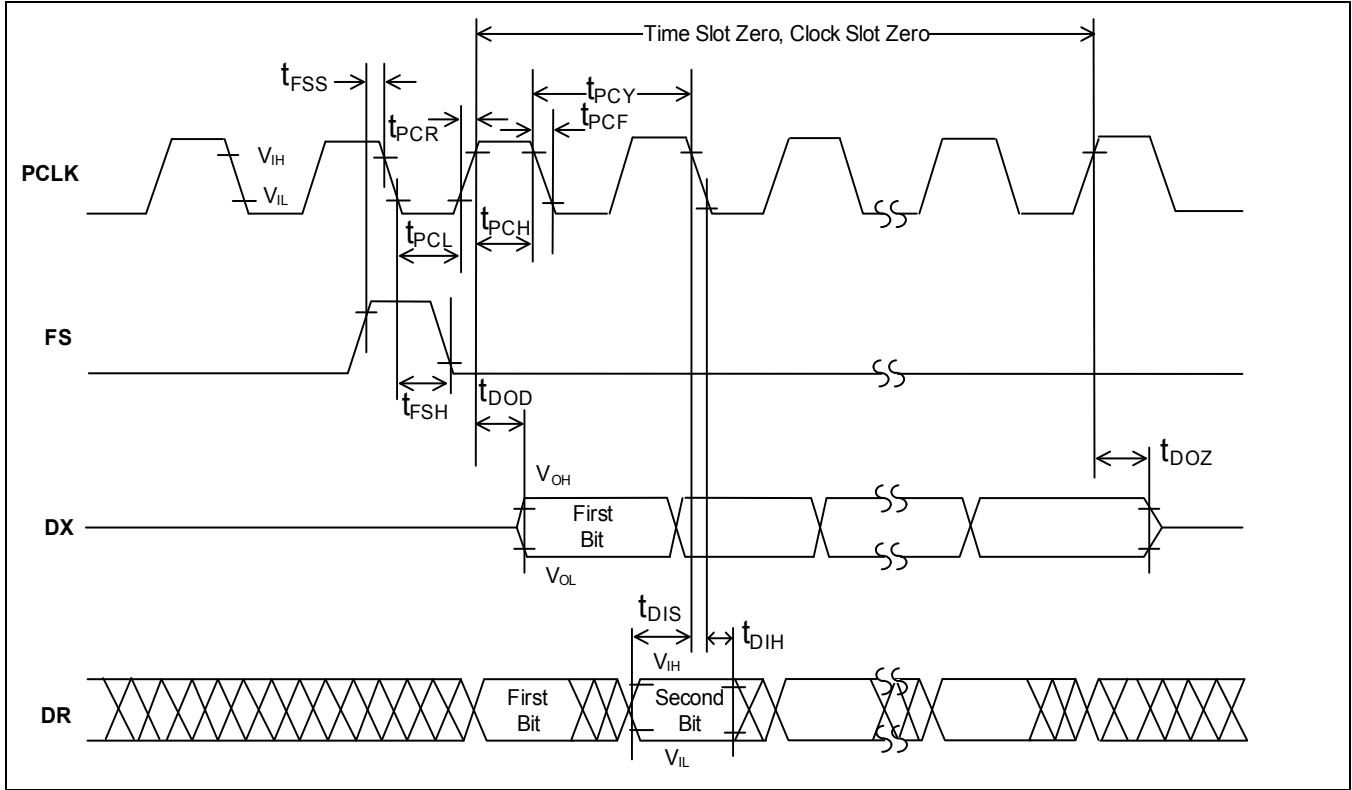 Time Slot Zero, Clock Slot Zero
tFSS
tPCY
tPCR
tPCF
VIH
PCLK
VIL
tPCH
tPCL
FS
tDOD
tFSH
tDOZ
VOH
First
Bit
DX
VOL
tDIS
tDIH
VIH
First
Bit
Second
Bit
DR
VIL